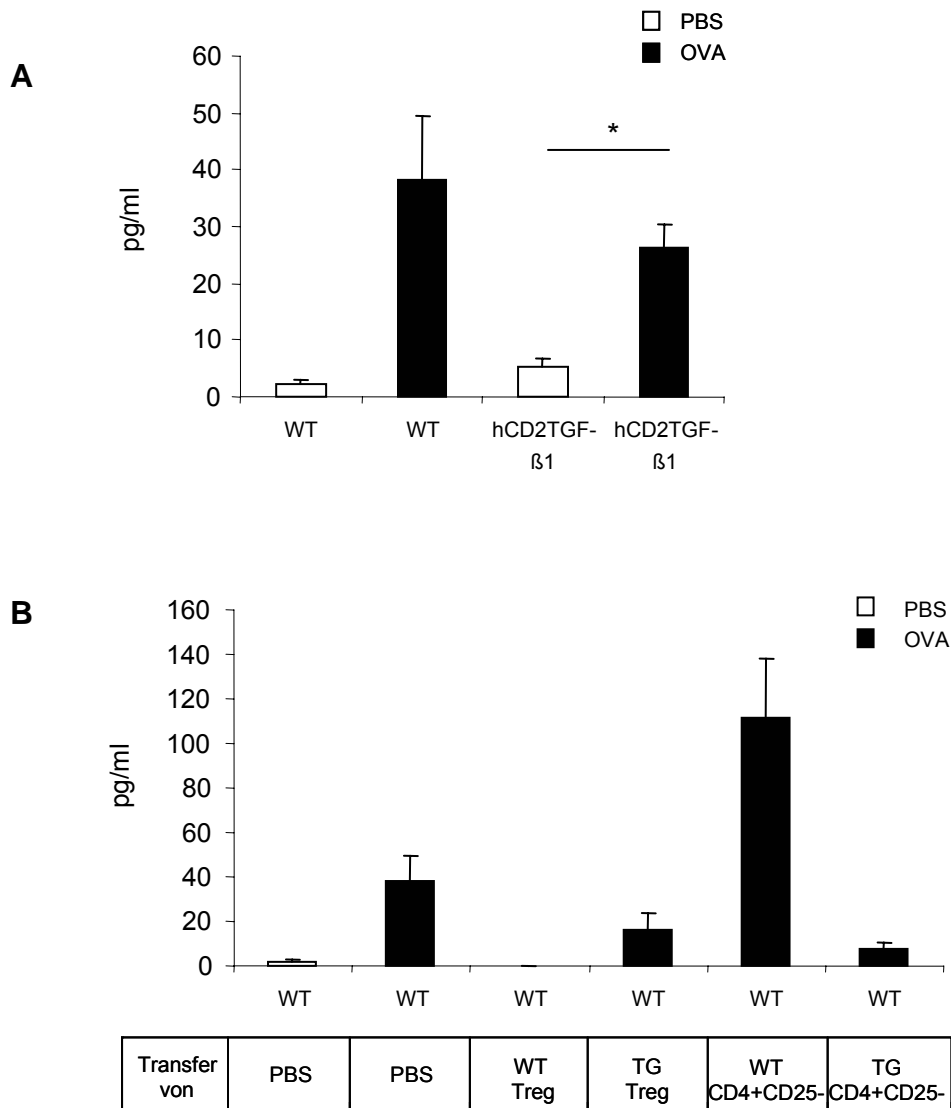 A
PBS
OVA
60
50
40
30
20
10
0
pg/ml
*
WT WT hCD2TGF- hCD2TGF-
ß1 ß1
B
PBS
OVA
160
140
120
100
80
60
40
20
0
pg/ml
WT WT WT WT WT WT
Transfer von PBS PBS WT Treg TG Treg WT CD4+CD25- TG CD4+CD25-